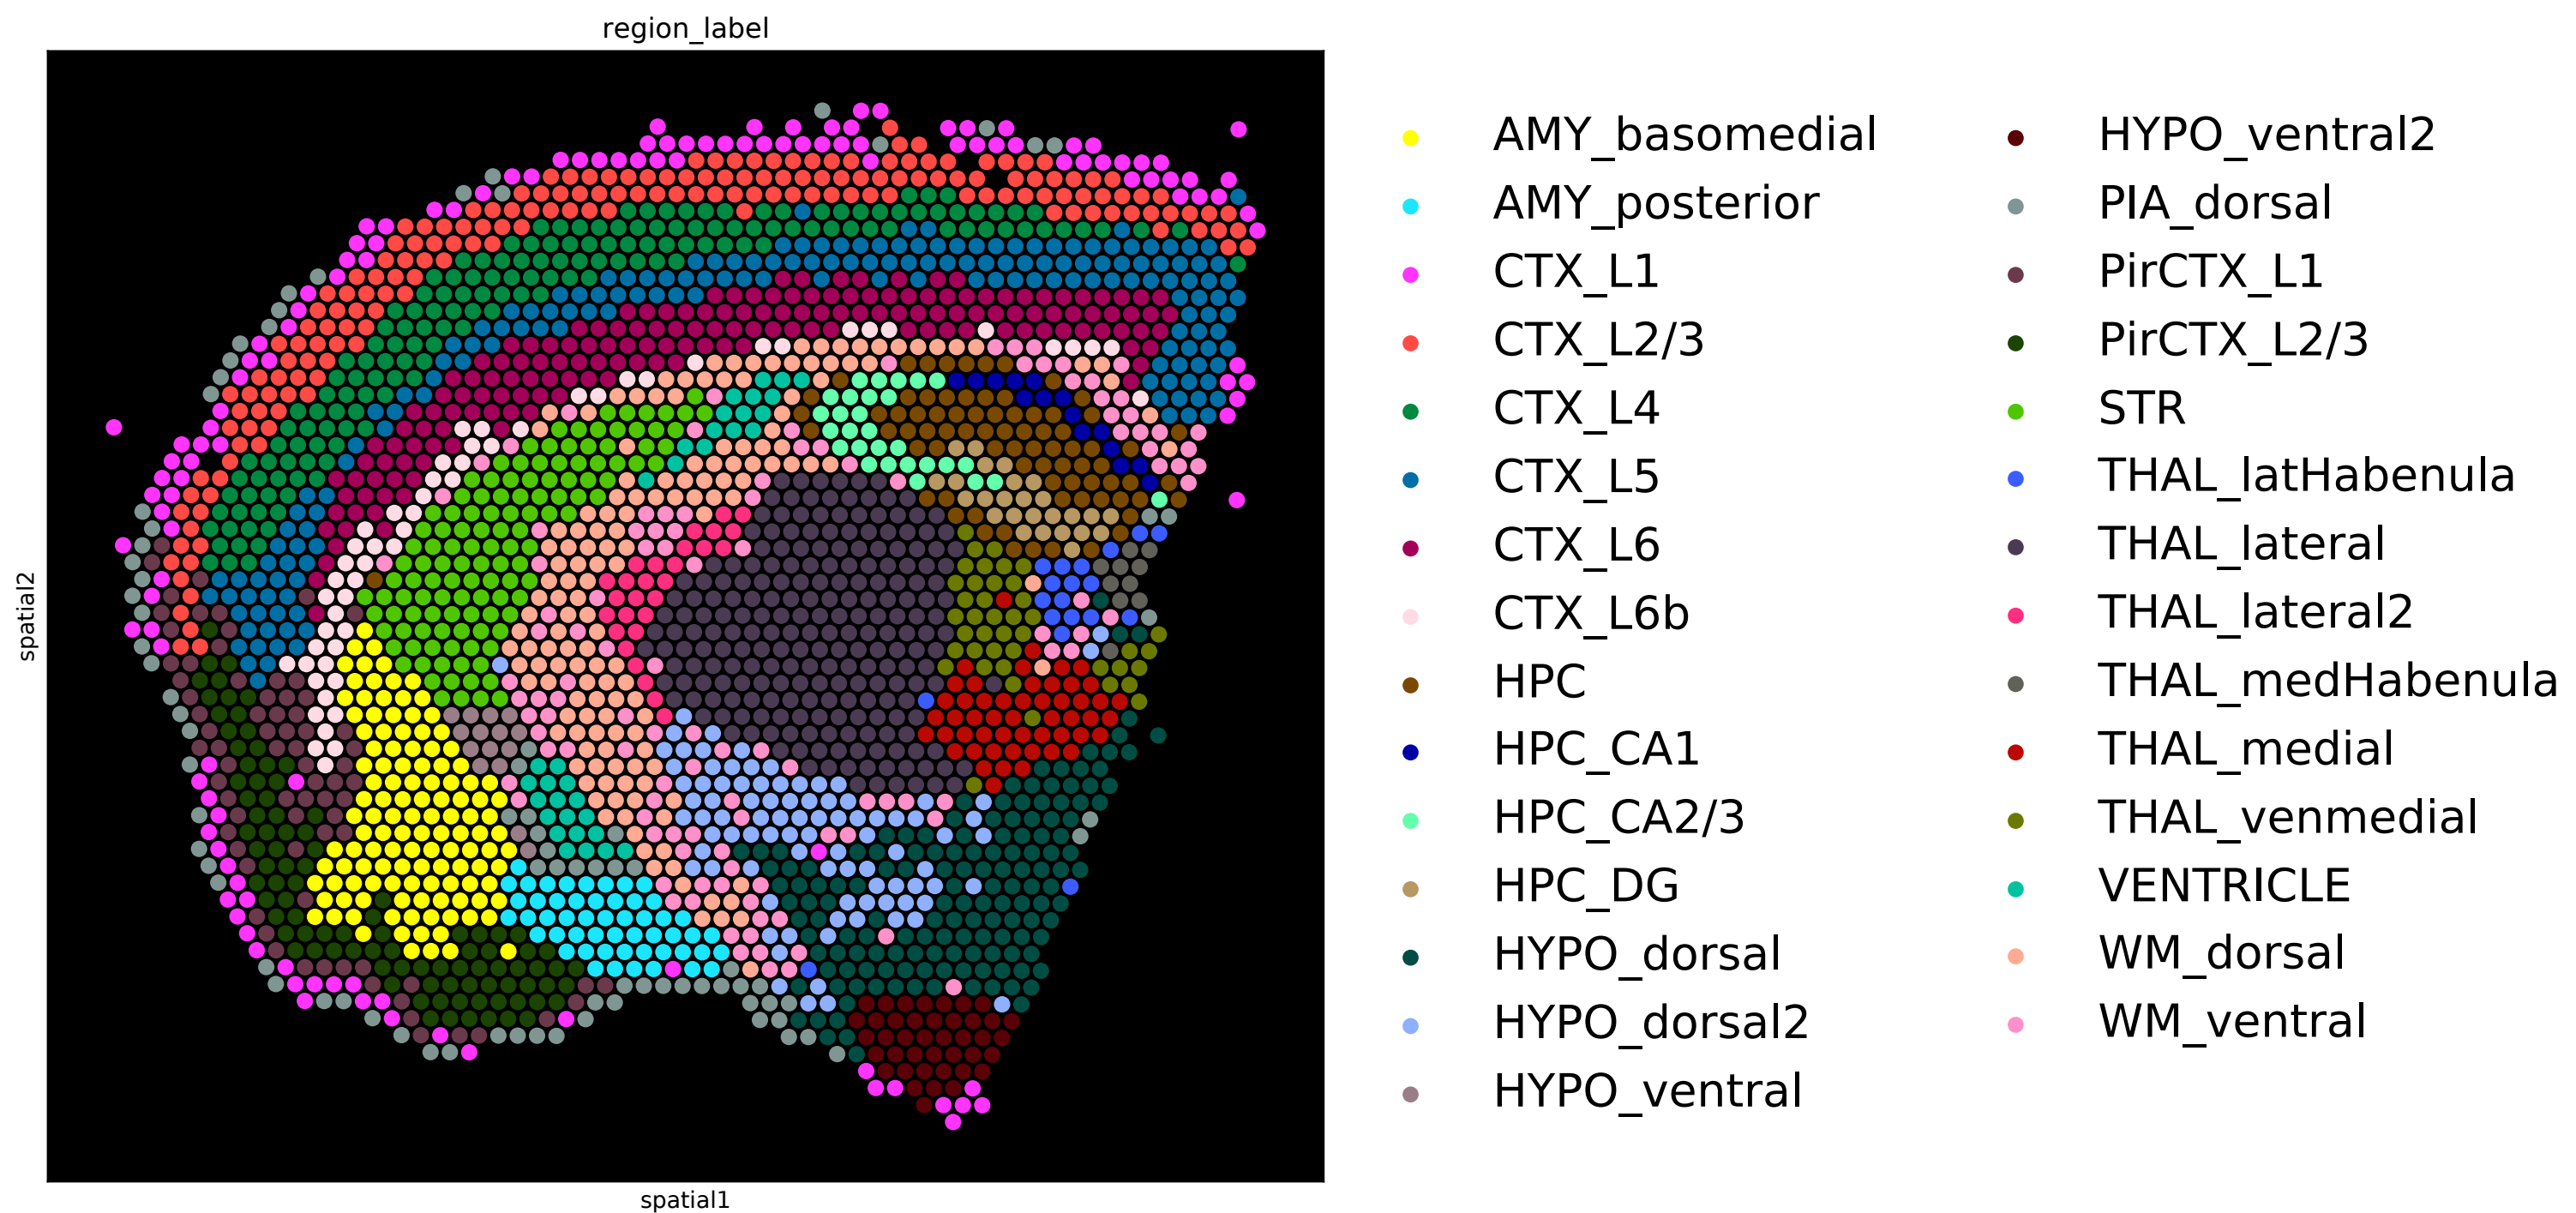 region_label
spatial2
spatial1
AMY_basomedial
AMY_posterior
CTX_L1
CTX_L2/3
CTX_L4
CTX_L5
CTX_L6
CTX_L6b
HPC
HPC_CA1
HPC_CA2/3
HPC_DG
HYPO_dorsal
HYPO_dorsal2
HYPO_ventral
HYPO_ventral2
PIA_dorsal
PirCTX_L1
PirCTX_L2/3
STR
THAL_latHabenula
THAL_lateral
THAL_lateral2
THAL_medHabenula
THAL_medial
THAL_venmedial
VENTRICLE
WM_dorsal
WM_ventral